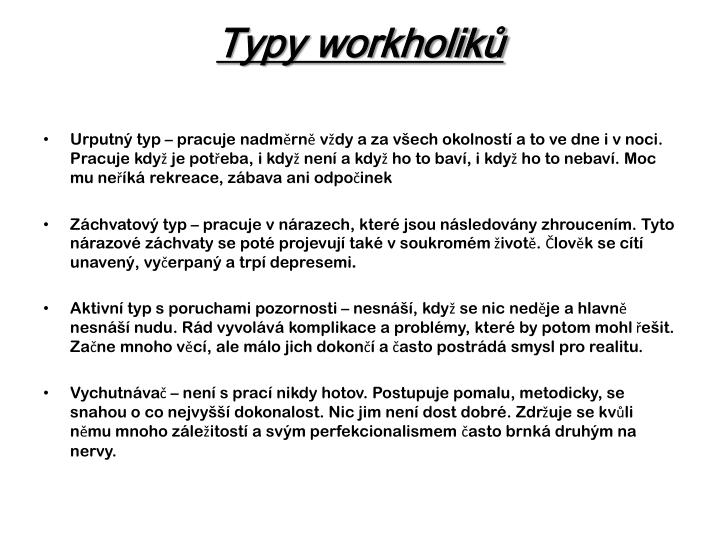 Typy workholiků
• Urputný typ – pracuje nadměrně vždy a za všech okolností a to ve dne i v noci.
Pracuje když je potřeba, i když není a když ho to baví, i když ho to nebaví. Moc
mu neříká rekreace, zábava ani odpočinek
• Záchvatový typ – pracuje v nárazech, které jsou následovány zhroucením. Tyto
nárazové záchvaty se poté projevují také v soukromém životě. Člověk se cítí
unavený, vyčerpaný a trpí depresemi.
• Aktivní typ s poruchami pozornosti – nesnáší, když se nic neděje a hlavně
nesnáší nudu. Rád vyvolává komplikace a problémy, které by potom mohl řešit.
Začne mnoho věcí, ale málo jich dokončí a často postrádá smysl pro realitu.
• Vychutnávač – není s prací nikdy hotov. Postupuje pomalu, metodicky, se
snahou o co nejvyšší dokonalost. Nic jim není dost dobré. Zdržuje se kvůli
němu mnoho záležitostí a svým perfekcionalismem často brnká druhým na
nervy.